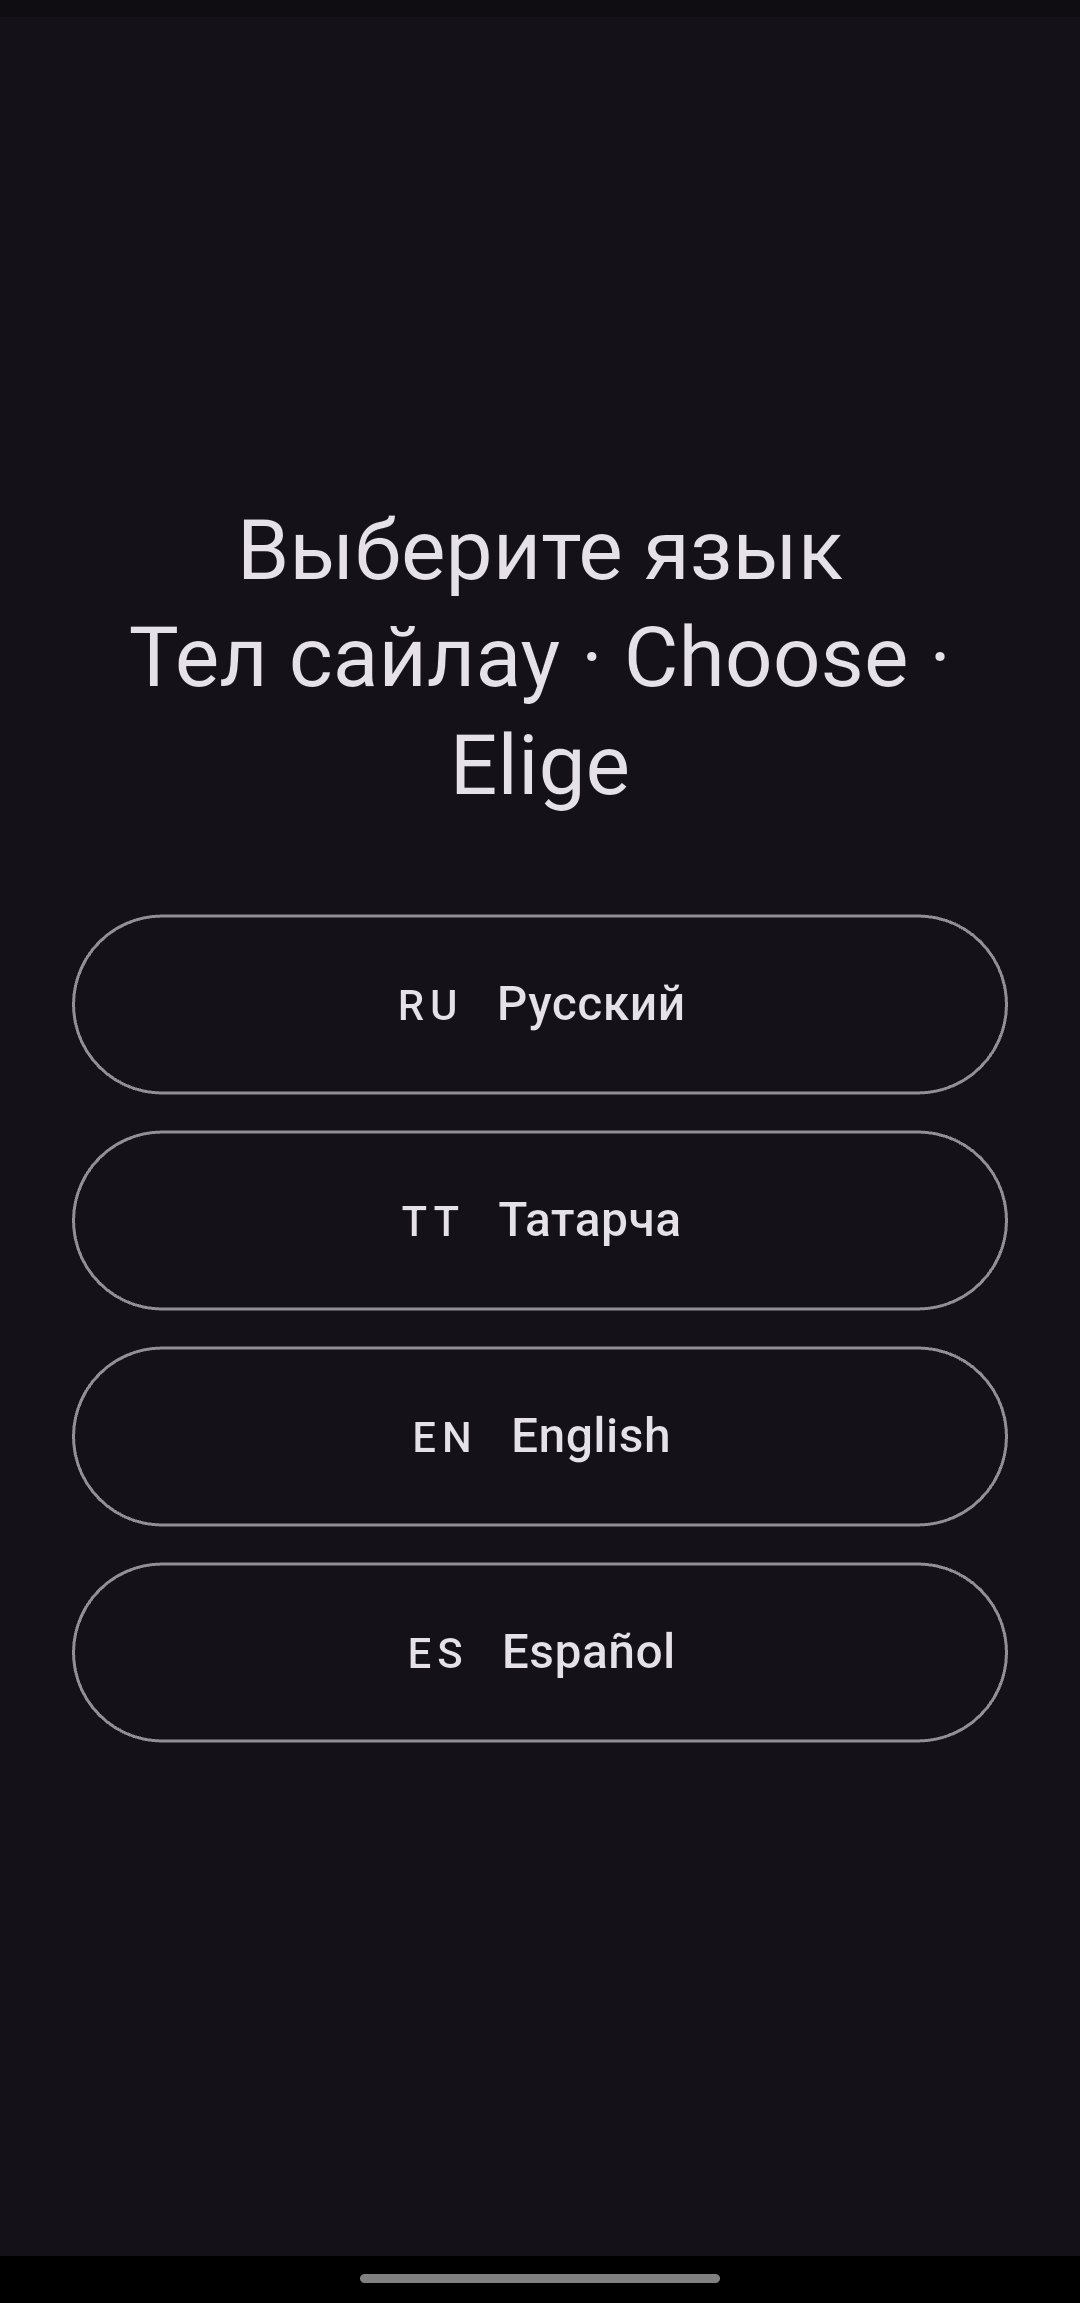 Выберите язык
Тел сайлау · Choose ·
Elige
RU Русский
TT Татарча
EN English
ES Español